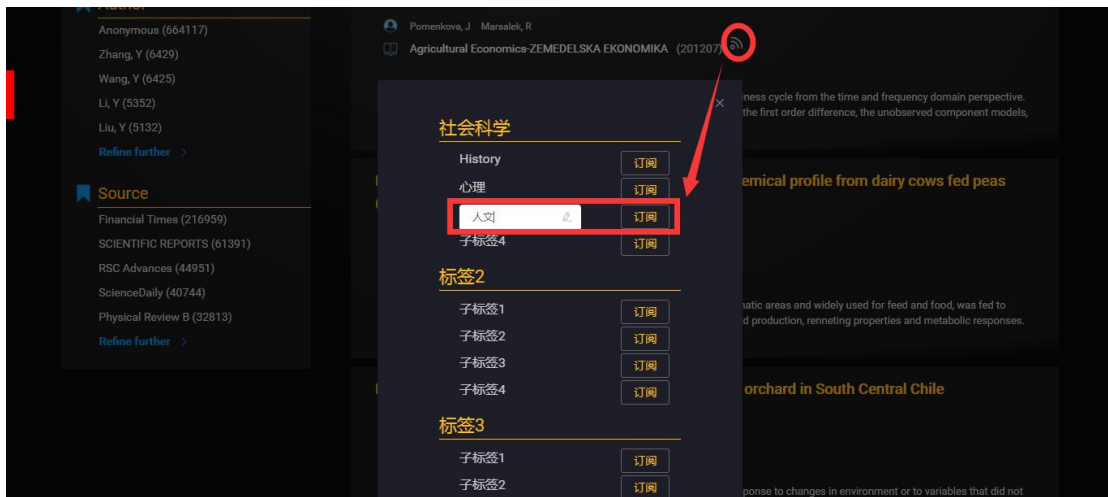 Author
Anonymous (664117)
Zhang, Y (6429)
Wang, Y (6425)
Li, Y (5352)
Liu, Y (5132)
Refine further >
Source
Financial Times (216959)
SCIENTIFIC REPORTS (61391)
RSC Advances (44951)
ScienceDaily (40744)
Physical Review B (32813)
Refine further >
Pomenkova, J Marsalek, R
Agricultural Economics-ZEMEDELSKA EKONOMIKA (201207)
iness cycle from the time and frequency domain perspective.
the first order difference, the unobserved component models,
emical profile from dairy cows fed peas
matic areas and widely used for feed and food, was fed to
d production, renneting properties and metabolic responses.
orchard in South Central Chile
ponse to changes in environment or to variables that did not
×
社会科学
History 订阅
心理 订阅
人文 订阅
子标签4 订阅
标签2
子标签1 订阅
子标签2 订阅
子标签3 订阅
子标签4 订阅
标签3
子标签1 订阅
子标签2 订阅